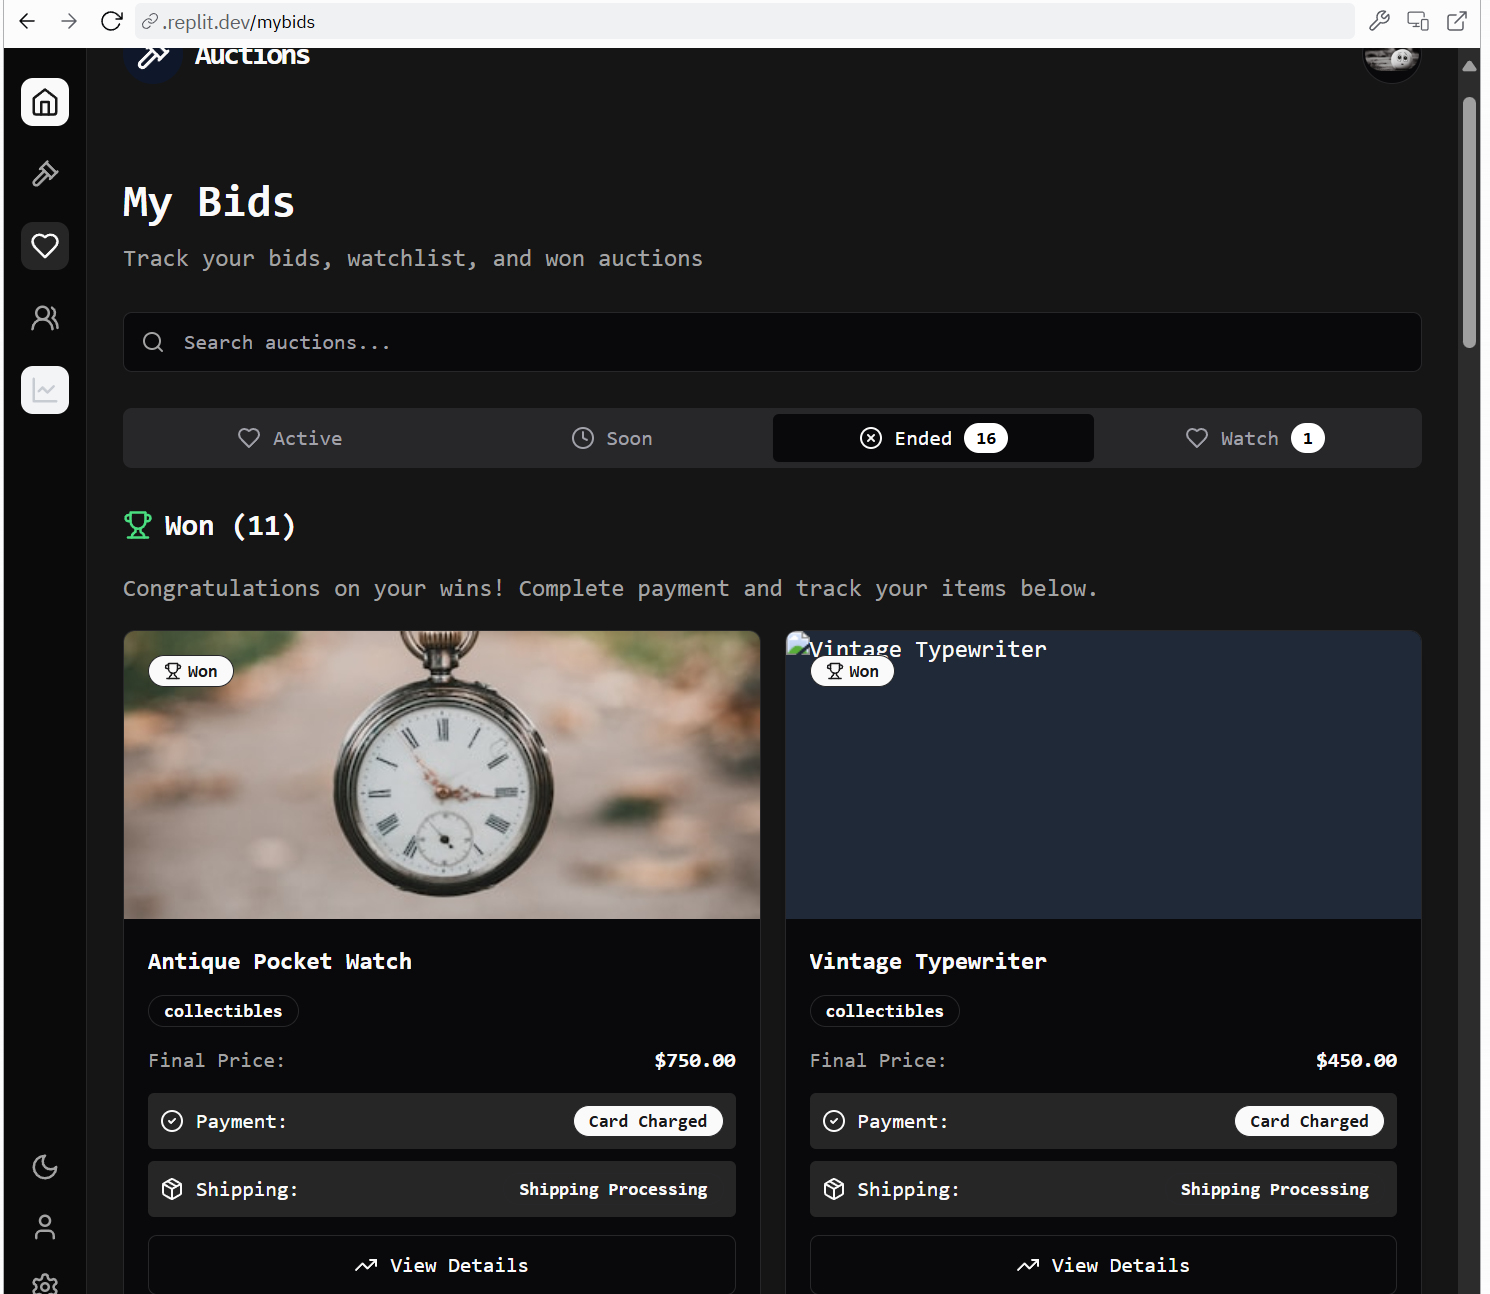 .replit.dev/mybids
Auctions
My Bids
Track your bids, watchlist, and won auctions
Search auctions...
Active
Soon
Ended 16
Watch 1
Won (11)
Congratulations on your wins! Complete payment and track your items below.
Won
Vintage Typewriter
Won
Antique Pocket Watch
collectibles
Final Price: $750.00
Payment: Card Charged
Shipping: Shipping Processing
View Details
Vintage Typewriter
collectibles
Final Price: $450.00
Payment: Card Charged
Shipping: Shipping Processing
View Details